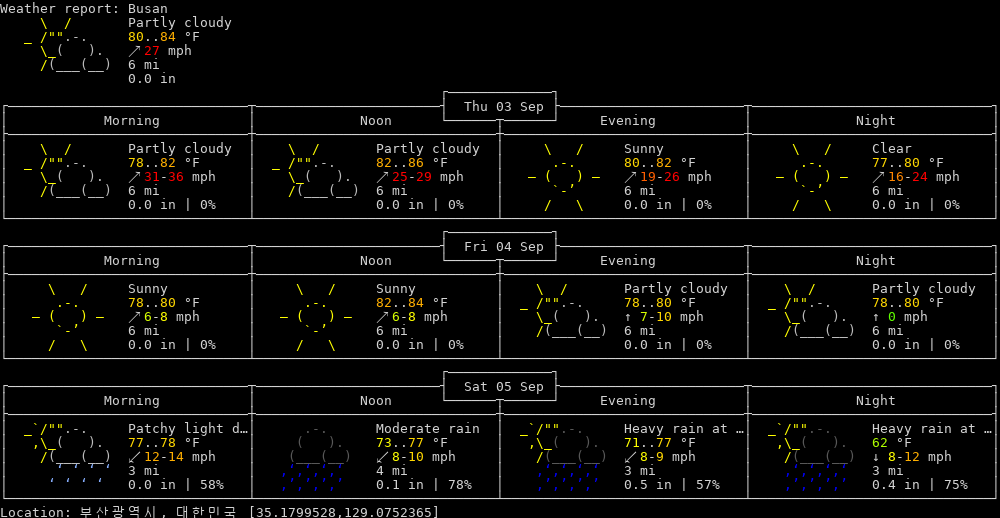 Weather report: Busan
Partly cloudy
80..84 °F
↗ 27 mph
6 mi
0.0 in
Thu 03 Sep
Morning Noon Evening Night
Partly cloudy Partly cloudy Sunny Clear
78..82 °F 82..86 °F 80..82 °F 77..80 °F
↗ 31-36 mph ↗ 25-29 mph ↗ 19-26 mph ↗ 16-24 mph
6 mi 6 mi 6 mi 6 mi
0.0 in | 0% 0.0 in | 0% 0.0 in | 0% 0.0 in | 0%
Fri 04 Sep
Morning Noon Evening Night
Sunny Sunny Partly cloudy Partly cloudy
78..80 °F 82..84 °F 78..80 °F 78..80 °F
↗ 6-8 mph ↗ 6-8 mph ↑ 7-10 mph ↑ 0 mph
6 mi 6 mi 6 mi 6 mi
0.0 in | 0% 0.0 in | 0% 0.0 in | 0% 0.0 in | 0%
Sat 05 Sep
Morning Noon Evening Night
Patchy light d… Moderate rain Heavy rain at … Heavy rain at …
77..78 °F 73..77 °F 71..77 °F 62 °F
↙ 12-14 mph ↙ 8-10 mph ↙ 8-9 mph ↓ 8-12 mph
3 mi 4 mi 3 mi 3 mi
0.0 in | 58% 0.1 in | 78% 0.5 in | 57% 0.4 in | 75%
Location: 부산광역시, 대한민국 [35.1799528,129.0752365]